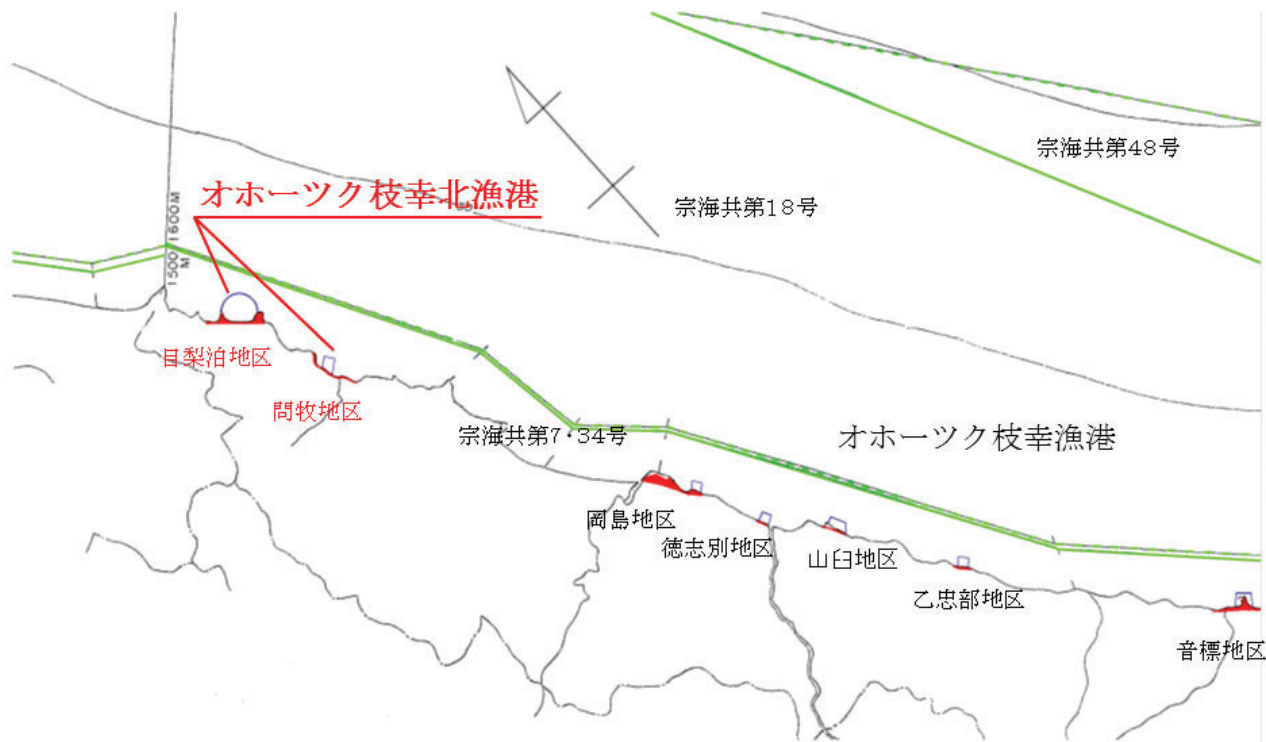 宗海共第48号
オホーツク枝幸北漁港
宗海共第18号
1600M
1500M
目梨泊地区
問牧地区
宗海共第7・34号
オホーツク枝幸漁港
岡島地区
徳志別地区
山臼地区
乙忠部地区
音標地区